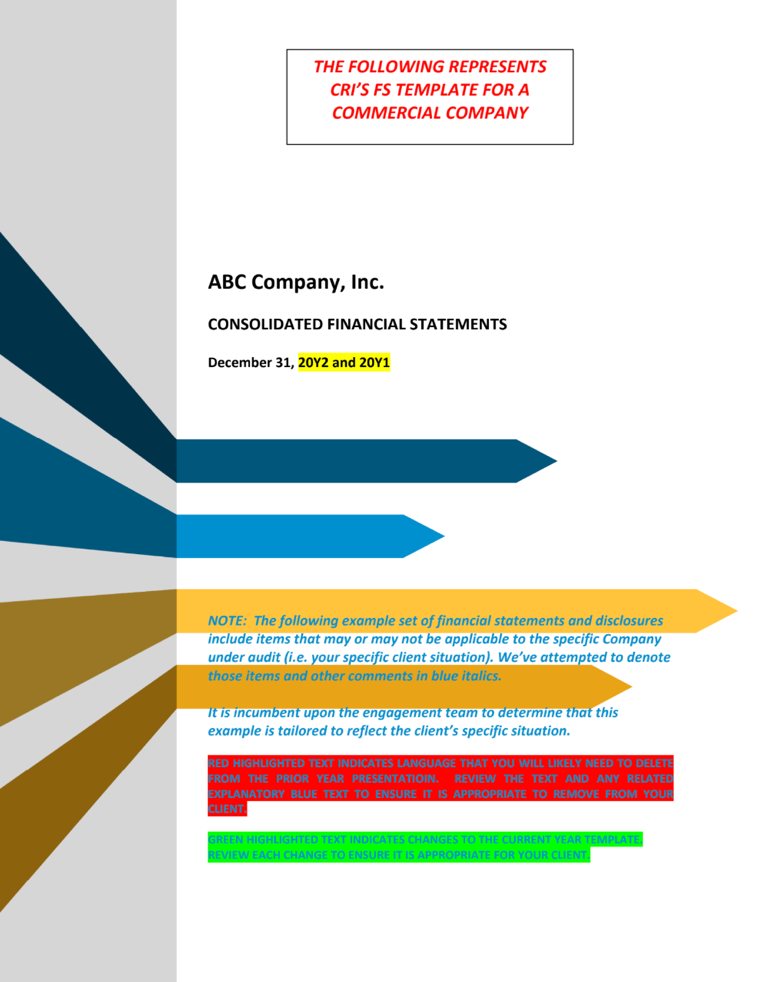 THE FOLLOWING REPRESENTS
CRI'S FS TEMPLATE FOR A
COMMERCIAL COMPANY
ABC Company, Inc.
CONSOLIDATED FINANCIAL STATEMENTS
December 31, 20Y2 and 20Y1
NOTE:  The following example set of financial statements and disclosures
include items that may or may not be applicable to the specific Company
under audit (i.e. your specific client situation). We've attempted to denote
those items and other comments in blue italics.
It is incumbent upon the engagement team to determine that this
example is tailored to reflect the client's specific situation.
RED HIGHLIGHTED TEXT INDICATES LANGUAGE THAT YOU WILL LIKELY NEED TO DELETE
FROM THE PRIOR YEAR PRESENTATIOIN.  REVIEW THE TEXT AND ANY RELATED
EXPLANATORY BLUE TEXT TO ENSURE IT IS APPROPRIATE TO REMOVE FROM YOUR
CLIENT.
GREEN HIGHLIGHTED TEXT INDICATES CHANGES TO THE CURRENT YEAR TEMPLATE.
REVIEW EACH CHANGE TO ENSURE IT IS APPROPRIATE FOR YOUR CLIENT.